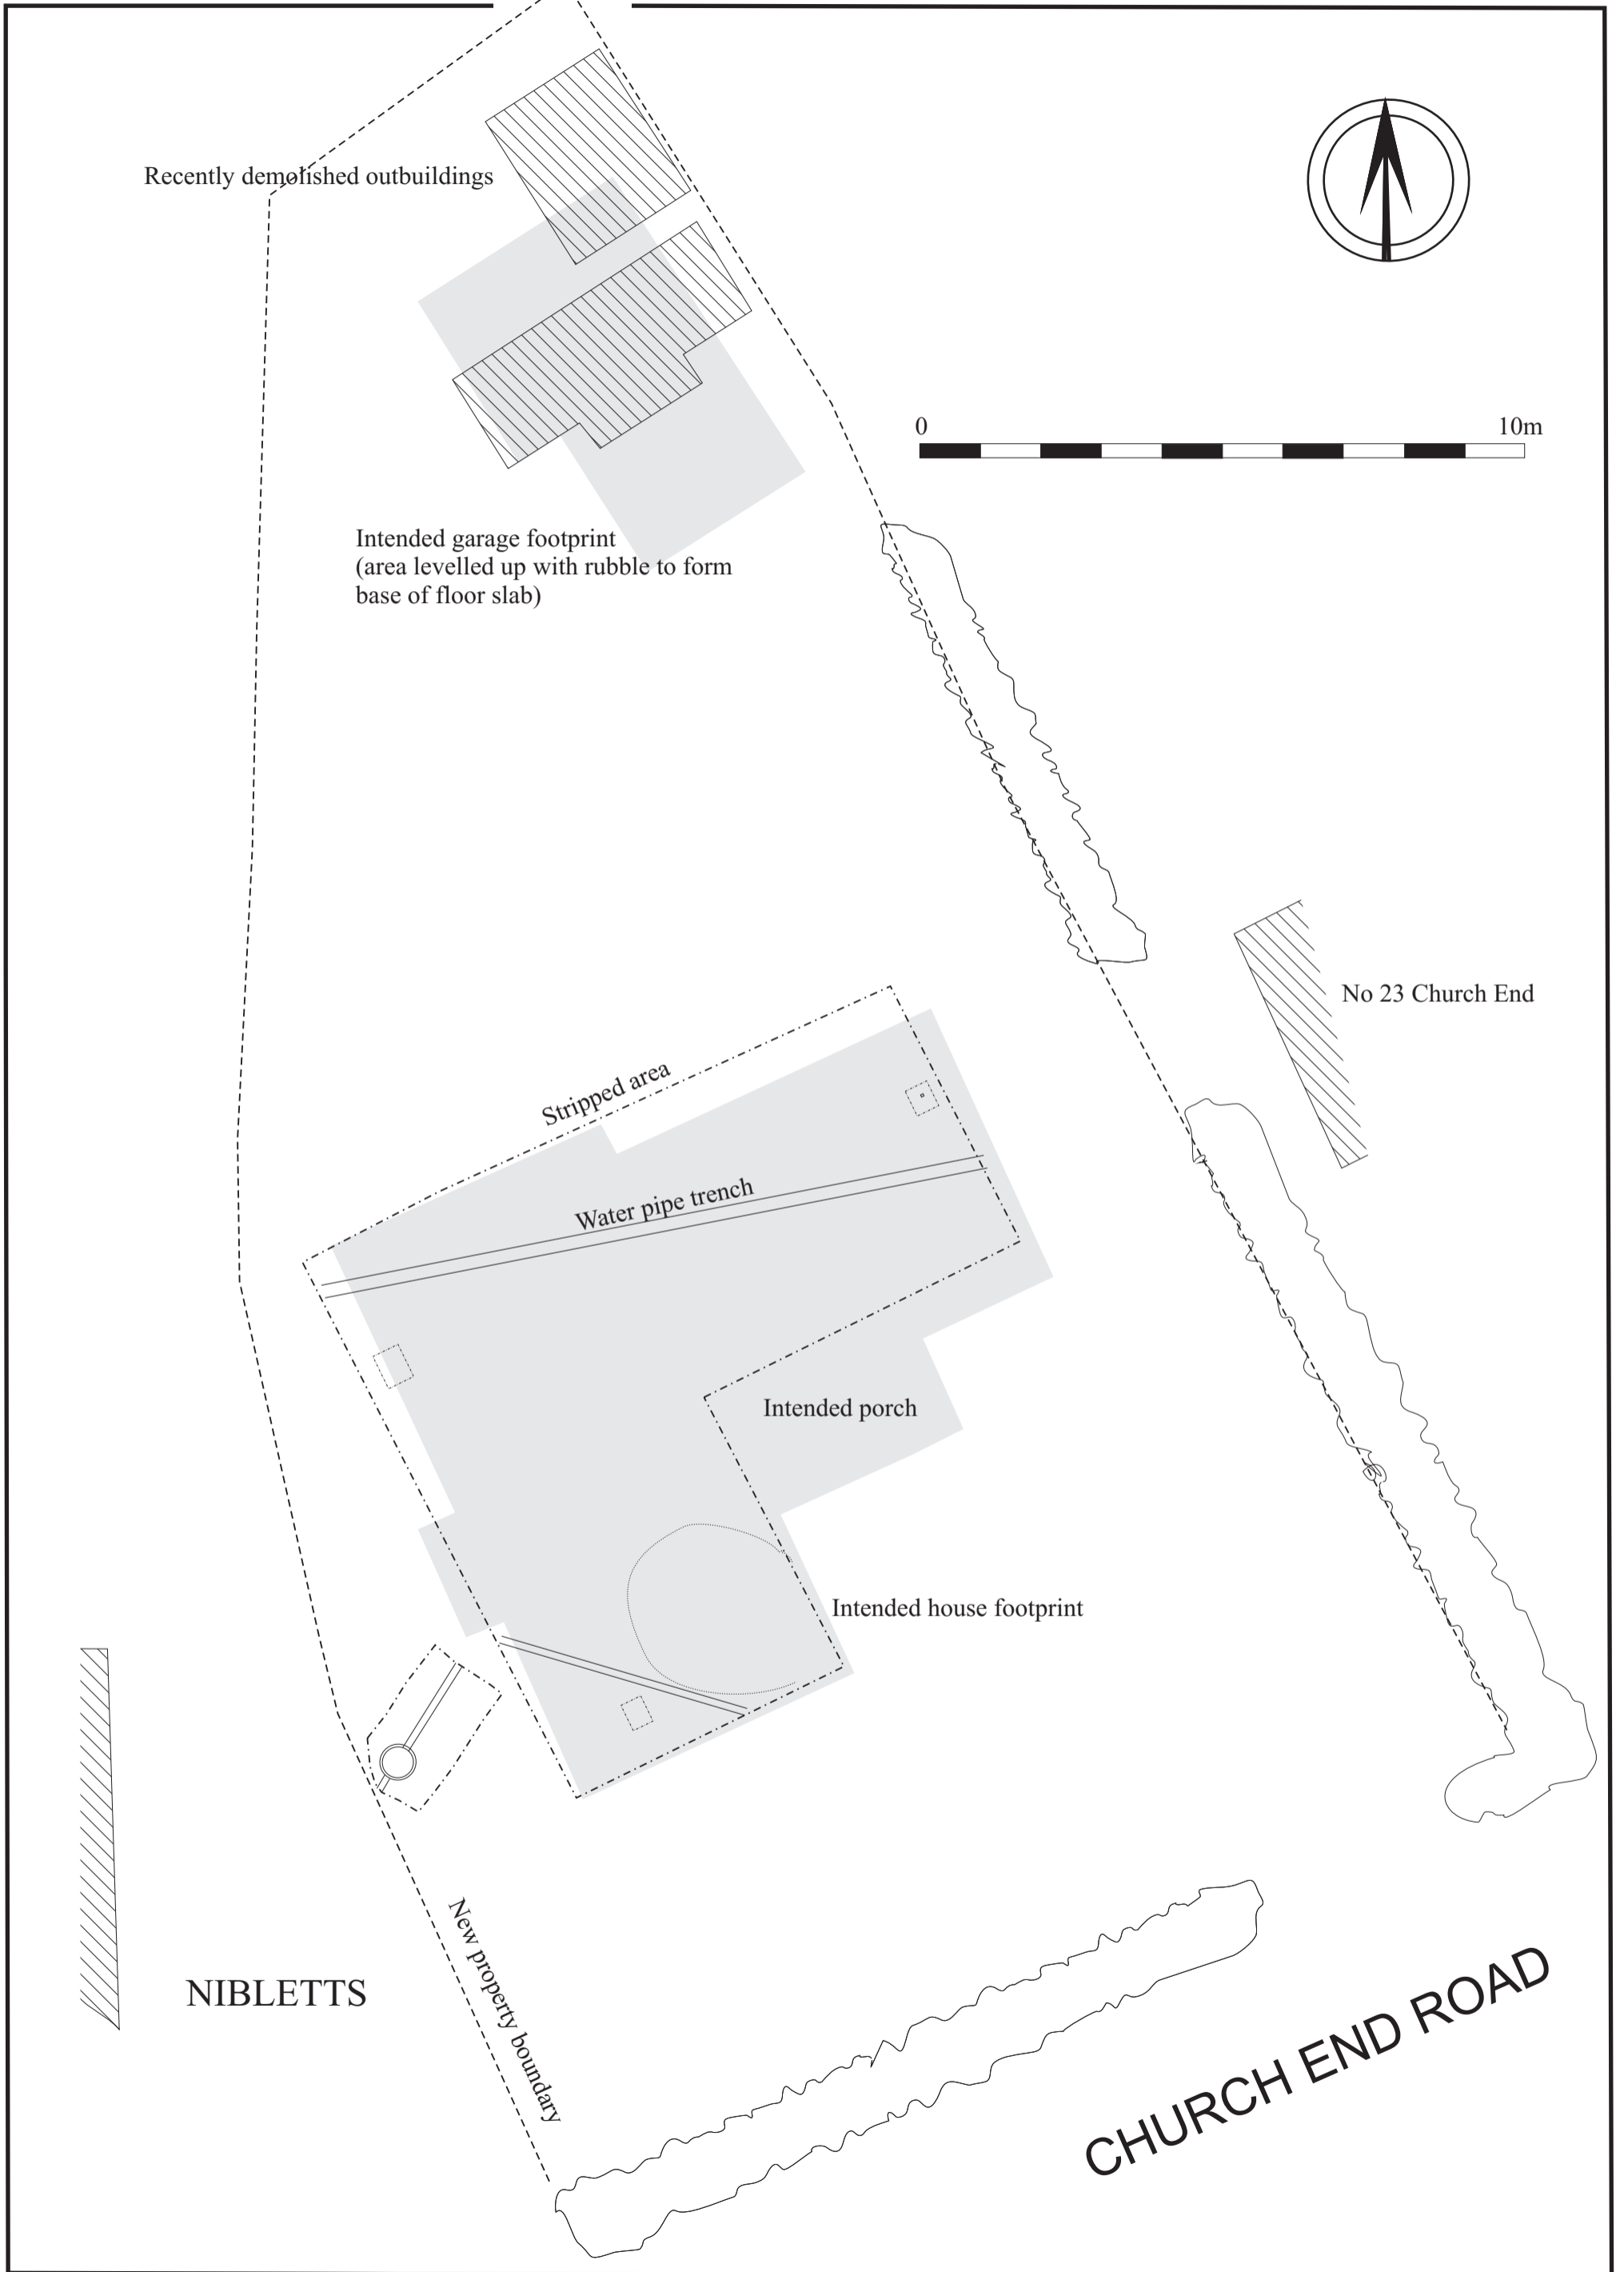 Recently demolished outbuildings
0 10m
Intended garage footprint
(area levelled up with rubble to form
base of floor slab)
No 23 Church End
Stripped area
Water pipe trench
Intended porch
Intended house footprint
New property boundary
NIBLETTS
CHURCH END ROAD